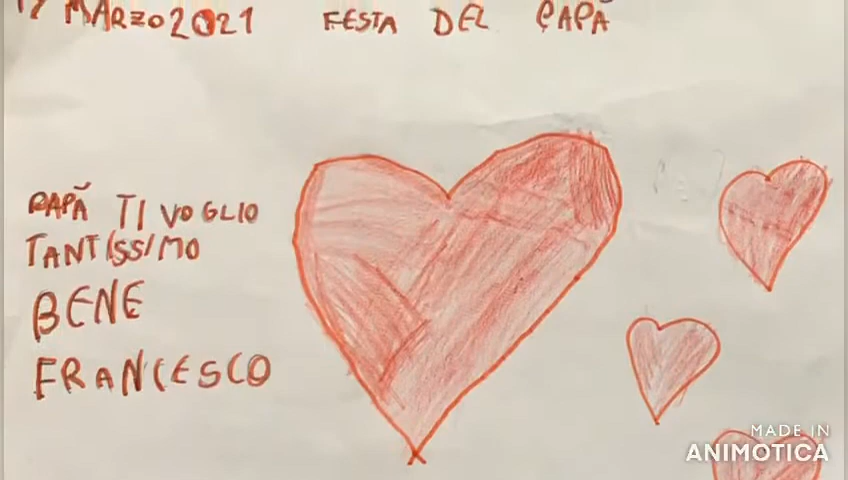 MARZO 2021 FESTA DEL PAPÀ
PAPÀ TI VOGLIO
TANTISSIMO
BENE
FRANCESCO
MADE IN
ANIMOTICA